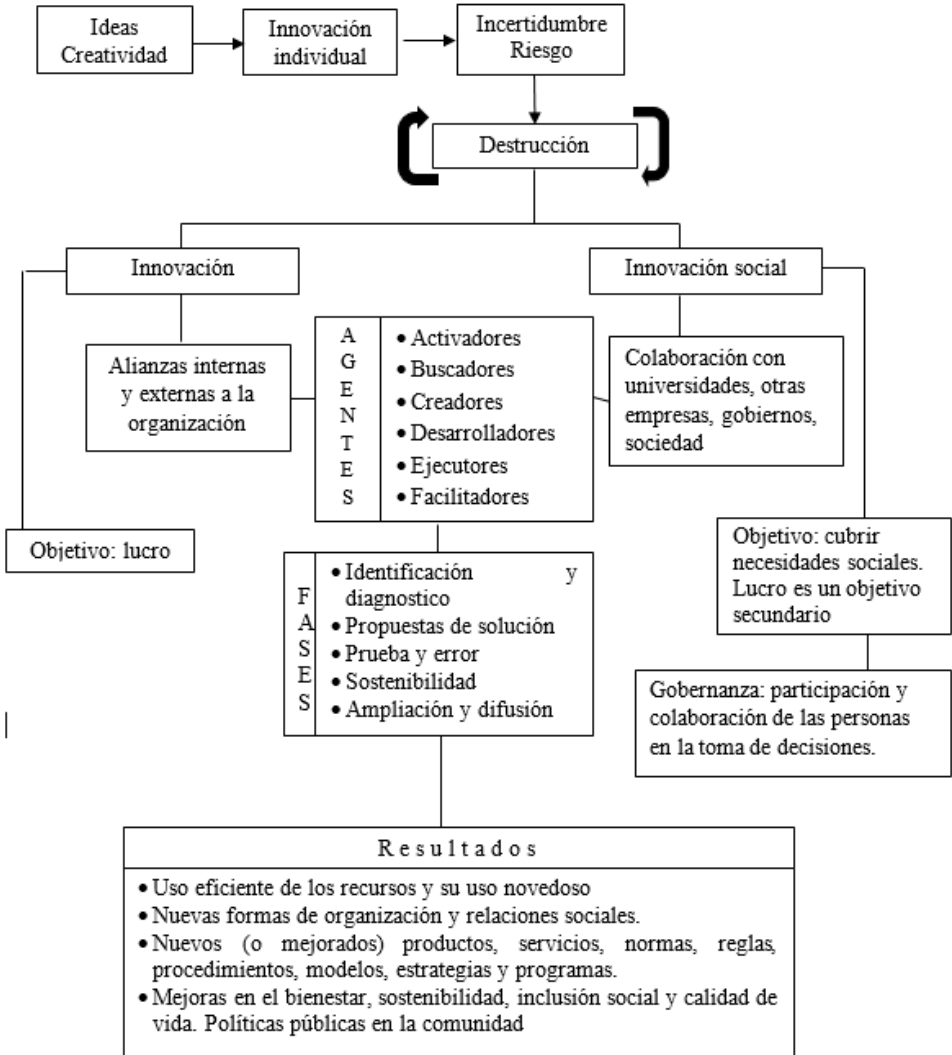 Ideas
Creatividad
Innovación
individual
Incertidumbre
Riesgo
Destrucción
Innovación
Innovación social
Alianzas internas
y externas a la
organización
A
G
E
N
T
E
S
• Activadores
• Buscadores
• Creadores
• Desarrolladores
• Ejecutores
• Facilitadores
Colaboración con
universidades, otras
empresas, gobiernos,
sociedad
Objetivo: lucro
Objetivo: cubrir
necesidades sociales.
Lucro es un objetivo
secundario
F
A
S
E
S
• Identificación y
diagnostico
• Propuestas de solución
• Prueba y error
• Sostenibilidad
• Ampliación y difusión
Gobernanza: participación y
colaboración de las personas
en la toma de decisiones.
Resultados
• Uso eficiente de los recursos y su uso novedoso
• Nuevas formas de organización y relaciones sociales.
• Nuevos (o mejorados) productos, servicios, normas, reglas,
procedimientos, modelos, estrategias y programas.
• Mejoras en el bienestar, sostenibilidad, inclusión social y calidad de
vida. Políticas públicas en la comunidad